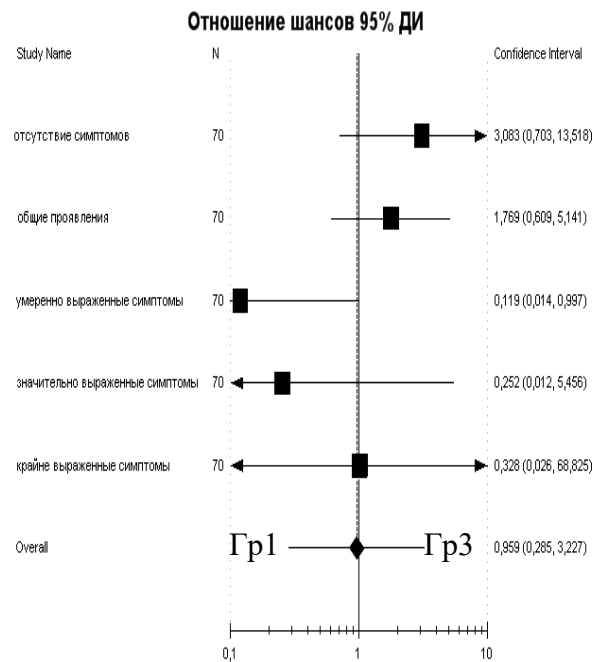 Отношение шансов 95% ДИ
Study Name N Confidence Interval
отсутствие симптомов 70 3,083 (0,703, 13,518)
общие проявления 70 1,769 (0,609, 5,141)
умеренно выраженные симптомы 70 0,119 (0,014, 0,997)
значительно выраженные симптомы 70 0,252 (0,012, 5,456)
крайне выраженные симптомы 70 0,328 (0,026, 68,825)
Overall Гр1 Гр3 0,959 (0,285, 3,227)
0,1 1 10